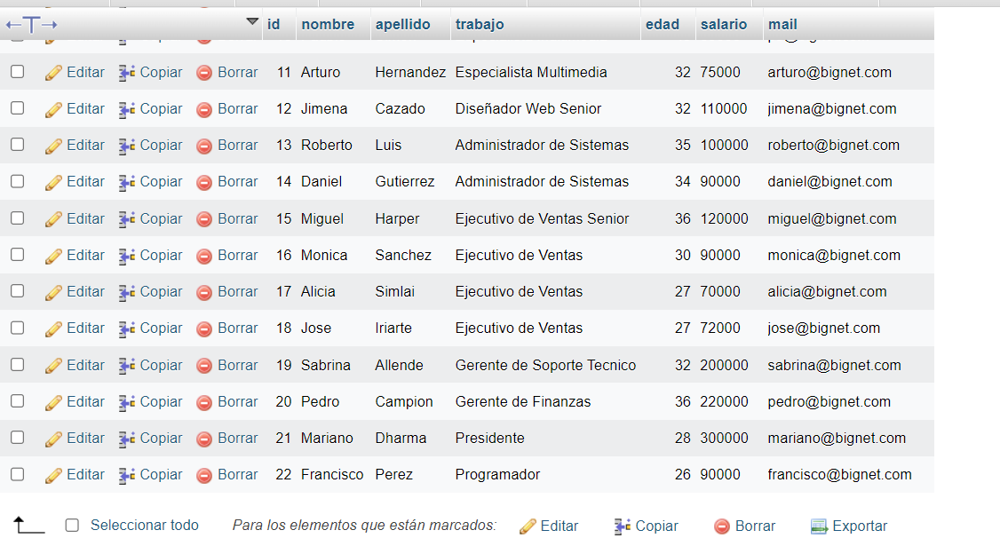 id nombre apellido trabajo edad salario mail
Editar Copiar Borrar 11 Arturo Hernandez Especialista Multimedia 32 75000 arturo@bignet.com
Editar Copiar Borrar 12 Jimena Cazado Diseñador Web Senior 32 110000 jimena@bignet.com
Editar Copiar Borrar 13 Roberto Luis Administrador de Sistemas 35 100000 roberto@bignet.com
Editar Copiar Borrar 14 Daniel Gutierrez Administrador de Sistemas 34 90000 daniel@bignet.com
Editar Copiar Borrar 15 Miguel Harper Ejecutivo de Ventas Senior 36 120000 miguel@bignet.com
Editar Copiar Borrar 16 Monica Sanchez Ejecutivo de Ventas 30 90000 monica@bignet.com
Editar Copiar Borrar 17 Alicia Simlai Ejecutivo de Ventas 27 70000 alicia@bignet.com
Editar Copiar Borrar 18 Jose Iriarte Ejecutivo de Ventas 27 72000 jose@bignet.com
Editar Copiar Borrar 19 Sabrina Allende Gerente de Soporte Tecnico 32 200000 sabrina@bignet.com
Editar Copiar Borrar 20 Pedro Campion Gerente de Finanzas 36 220000 pedro@bignet.com
Editar Copiar Borrar 21 Mariano Dharma Presidente 28 300000 mariano@bignet.com
Editar Copiar Borrar 22 Francisco Perez Programador 26 90000 francisco@bignet.com
Seleccionar todo Para los elementos que están marcados: Editar Copiar Borrar Exportar